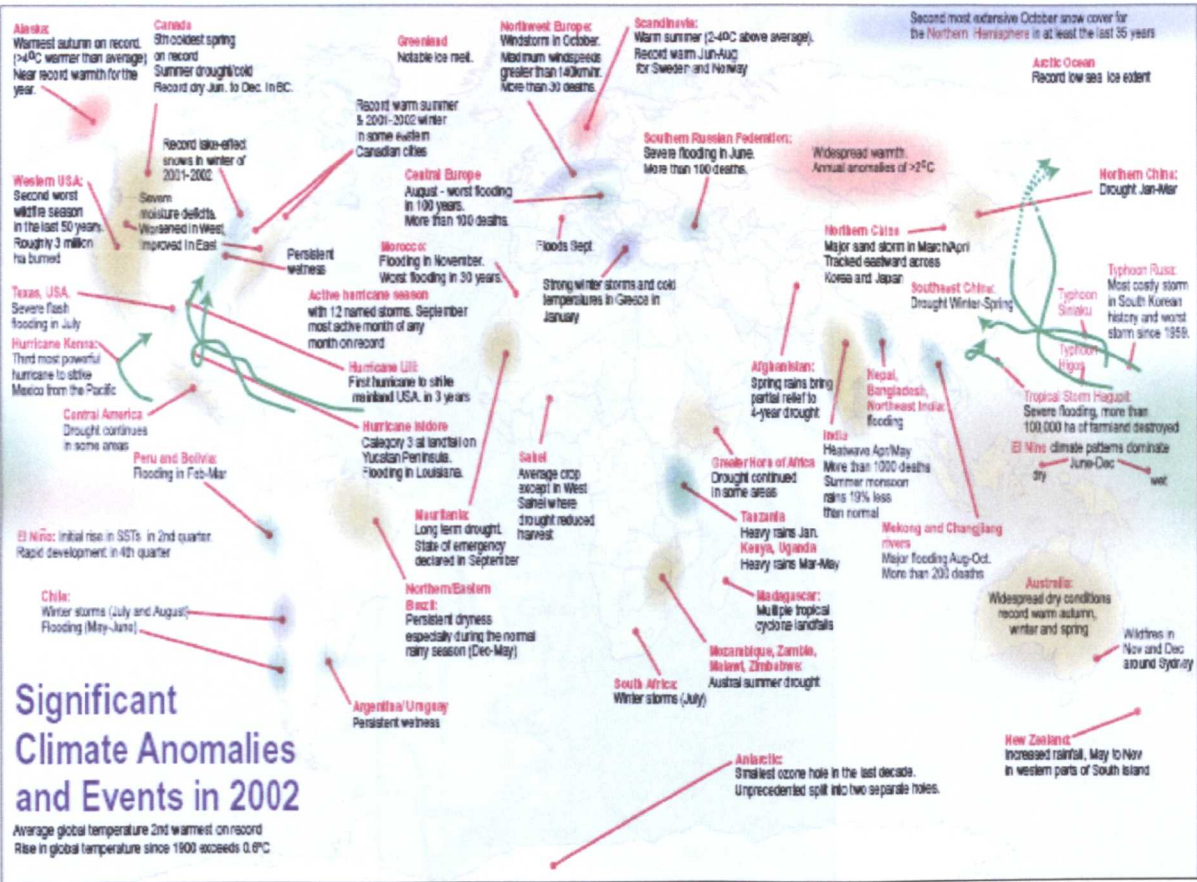 Alaska:
Warmest autumn on record.
(>4ºC warmer than average)
Near record warmth for the
year.
Canada
5th coldest spring
on record
Summer drought/cold
Record dry Jun. to Dec. in BC.
Greenland
Notable ice melt.
Northwest Europe:
Windstorm in October.
Maximum windspeeds
greater than 140km/hr.
More than 30 deaths.
Scandinavia:
Warm summer (2-4ºC above average).
Record warm Jun-Aug
for Sweden and Norway
Second most extensive October snow cover for
the Northern Hemisphere in at least the last 35 years
Arctic Ocean
Record low sea ice extent
Record warm summer
& 2001-2002 winter
in some eastern
Canadian cities
Record lake-effect
snows in winter of
2001-2002
Southern Russian Federation:
Severe flooding in June.
More than 100 deaths.
Widespread warmth.
Annual anomalies of >2ºC
Northern China:
Drought Jan-Mar
Western USA:
Second worst
wildfire season
in the last 50 years.
Roughly 3 million
ha burned
Severe
moisture deficits.
Worsened in West,
improved in East
Central Europe
August - worst flooding
in 100 years.
More than 100 deaths.
Floods Sept
Persistent
wetness
Morocco:
Flooding in November.
Worst flooding in 30 years.
Northern China
Major sand storm in March/April
Tracked eastward across
Korea and Japan
Strong winter storms and cold
temperatures in Greece in
January
Southeast China:
Drought Winter-Spring
Typhoon
Sinlaku
Typhoon Rusa:
Most costly storm
in South Korean
history and worst
storm since 1959.
Texas, USA.
Severe flash
flooding in July
Active hurricane season
with 12 named storms. September
most active month of any
month on record
Hurricane Kenna:
Third most powerful
hurricane to strike
Mexico from the Pacific
Hurricane Lili:
First hurricane to strike
mainland USA. in 3 years
Typhoon
Higos
Afghanistan:
Spring rains bring
partial relief to
4-year drought
Nepal,
Bangladesh,
Northeast India:
flooding
Tropical Storm Hagupit:
Severe flooding, more than
100,000 ha of farmland destroyed
Central America
Drought continues
in some areas
Hurricane Isidore
Category 3 at landfall on
Yucatan Peninsula.
Flooding in Louisiana.
India
Heatwave Apr/May
More than 1000 deaths
Summer monsoon
rains 19% less
than normal
El Nino climate patterns dominate
June-Dec
dry
wet
Peru and Bolivia:
Flooding in Feb-Mar
Sahel
Average crop
except in West
Sahel where
drought reduced
harvest
Greater Horn of Africa
Drought continued
in some areas
Mauritania:
Long term drought.
State of emergency
declared in September
Tanzania
Heavy rains Jan.
Kenya, Uganda
Heavy rains Mar-May
Mekong and Changjiang
rivers
Major flooding Aug-Oct.
More than 200 deaths
El Niño: Initial rise in SSTs in 2nd quarter.
Rapid development in 4th quarter
Chile:
Winter storms (July and August)
Flooding (May-June)
Northern/Eastern
Brazil:
Persistent dryness
especially during the normal
rainy season (Dec-May)
Madagascar:
Multiple tropical
cyclone landfalls
Australia:
Widespread dry conditions
record warm autumn,
winter and spring
Wildfires in
Nov and Dec
around Sydney
Mozambique, Zambia,
Malawi, Zimbabwe:
Austral summer drought
South Africa:
Winter storms (July)
Argentina/Uruguay
Persistent wetness
New Zealand:
Increased rainfall, May to Nov
in western parts of South Island
Antarctic:
Smallest ozone hole in the last decade.
Unprecedented split into two separate holes.
Significant
Climate Anomalies
and Events in 2002
Average global temperature 2nd warmest on record
Rise in global temperature since 1900 exceeds 0.6ºC